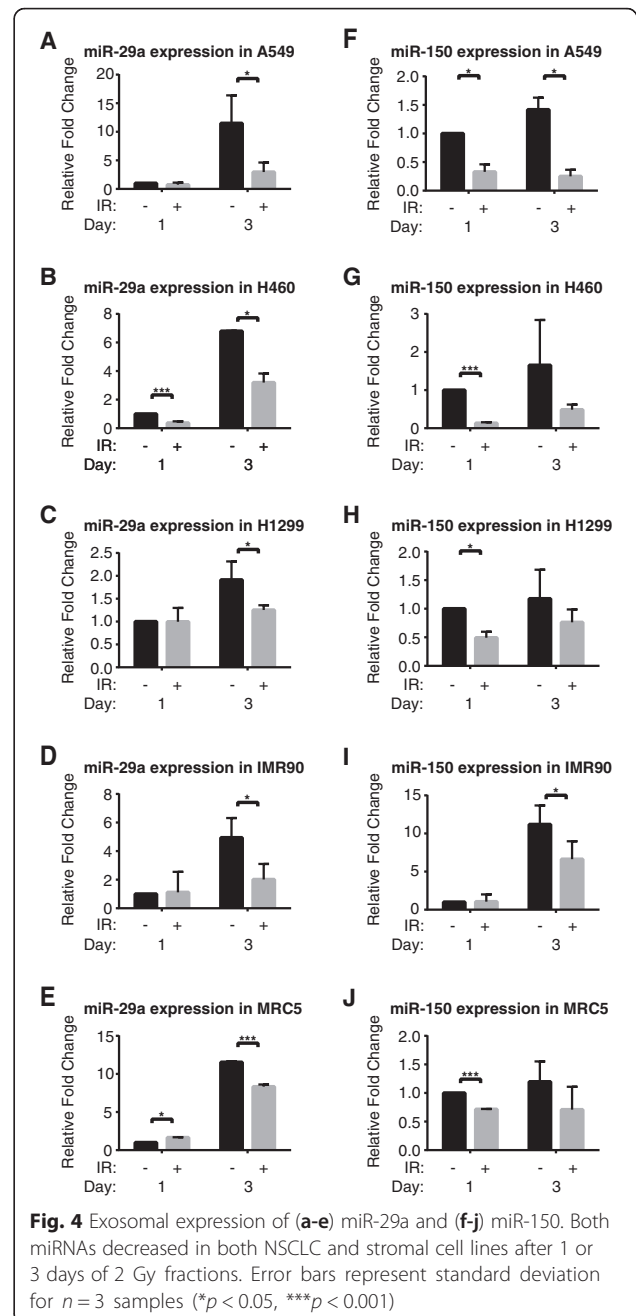 A
miR-29a expression in A549
Relative Fold Change
20
15
10
5
0
*
IR: - + - +
Day: 1 3
F
miR-150 expression in A549
Relative Fold Change
2.0
1.5
1.0
0.5
0.0
*
*
IR: - + - +
Day: 1 3
B
miR-29a expression in H460
Relative Fold Change
8
6
4
2
0
***
*
IR: - + - +
Day: 1 3
G
miR-150 expression in H460
Relative Fold Change
3
2
1
0
***
IR: - + - +
Day: 1 3
C
miR-29a expression in H1299
Relative Fold Change
2.5
2.0
1.5
1.0
0.5
0.0
*
IR: - + - +
Day: 1 3
H
miR-150 expression in H1299
Relative Fold Change
2.0
1.5
1.0
0.5
0.0
*
IR: - + - +
Day: 1 3
D
miR-29a expression in IMR90
Relative Fold Change
8
6
4
2
0
*
IR: - + - +
Day: 1 3
I
miR-150 expression in IMR90
Relative Fold Change
15
10
5
0
*
IR: - + - +
Day: 1 3
E
miR-29a expression in MRC5
Relative Fold Change
15
10
5
0
*
***
IR: - + - +
Day: 1 3
J
miR-150 expression in MRC5
Relative Fold Change
2.0
1.5
1.0
0.5
0.0
***
IR: - + - +
Day: 1 3
Fig. 4 Exosomal expression of (a-e) miR-29a and (f-j) miR-150. Both
miRNAs decreased in both NSCLC and stromal cell lines after 1 or
3 days of 2 Gy fractions. Error bars represent standard deviation
for n = 3 samples (*p < 0.05, ***p < 0.001)